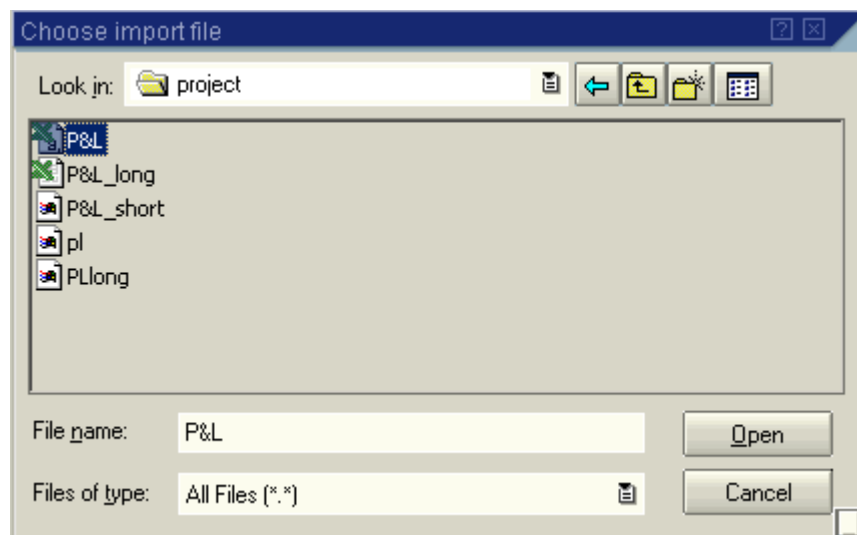 Choose import file
Look in: project
P&L
P&L_long
P&L_short
pl
PLlong
File name: P&L Open
Files of type: All Files (*.*) Cancel